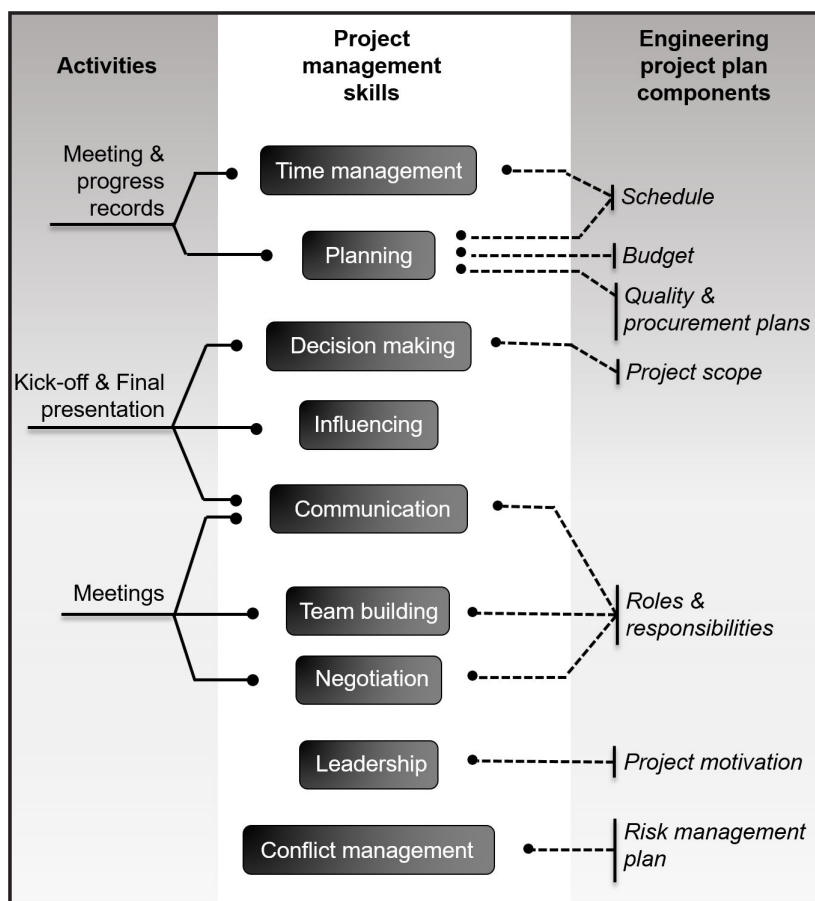 Activities
Project
management
skills
Engineering
project plan
components
Meeting &
progress
records
Time management
Schedule
Planning
Budget
Quality &
procurement plans
Decision making
Project scope
Kick-off & Final
presentation
Influencing
Communication
Meetings
Team building
Roles &
responsibilities
Negotiation
Leadership
Project motivation
Conflict management
Risk management
plan